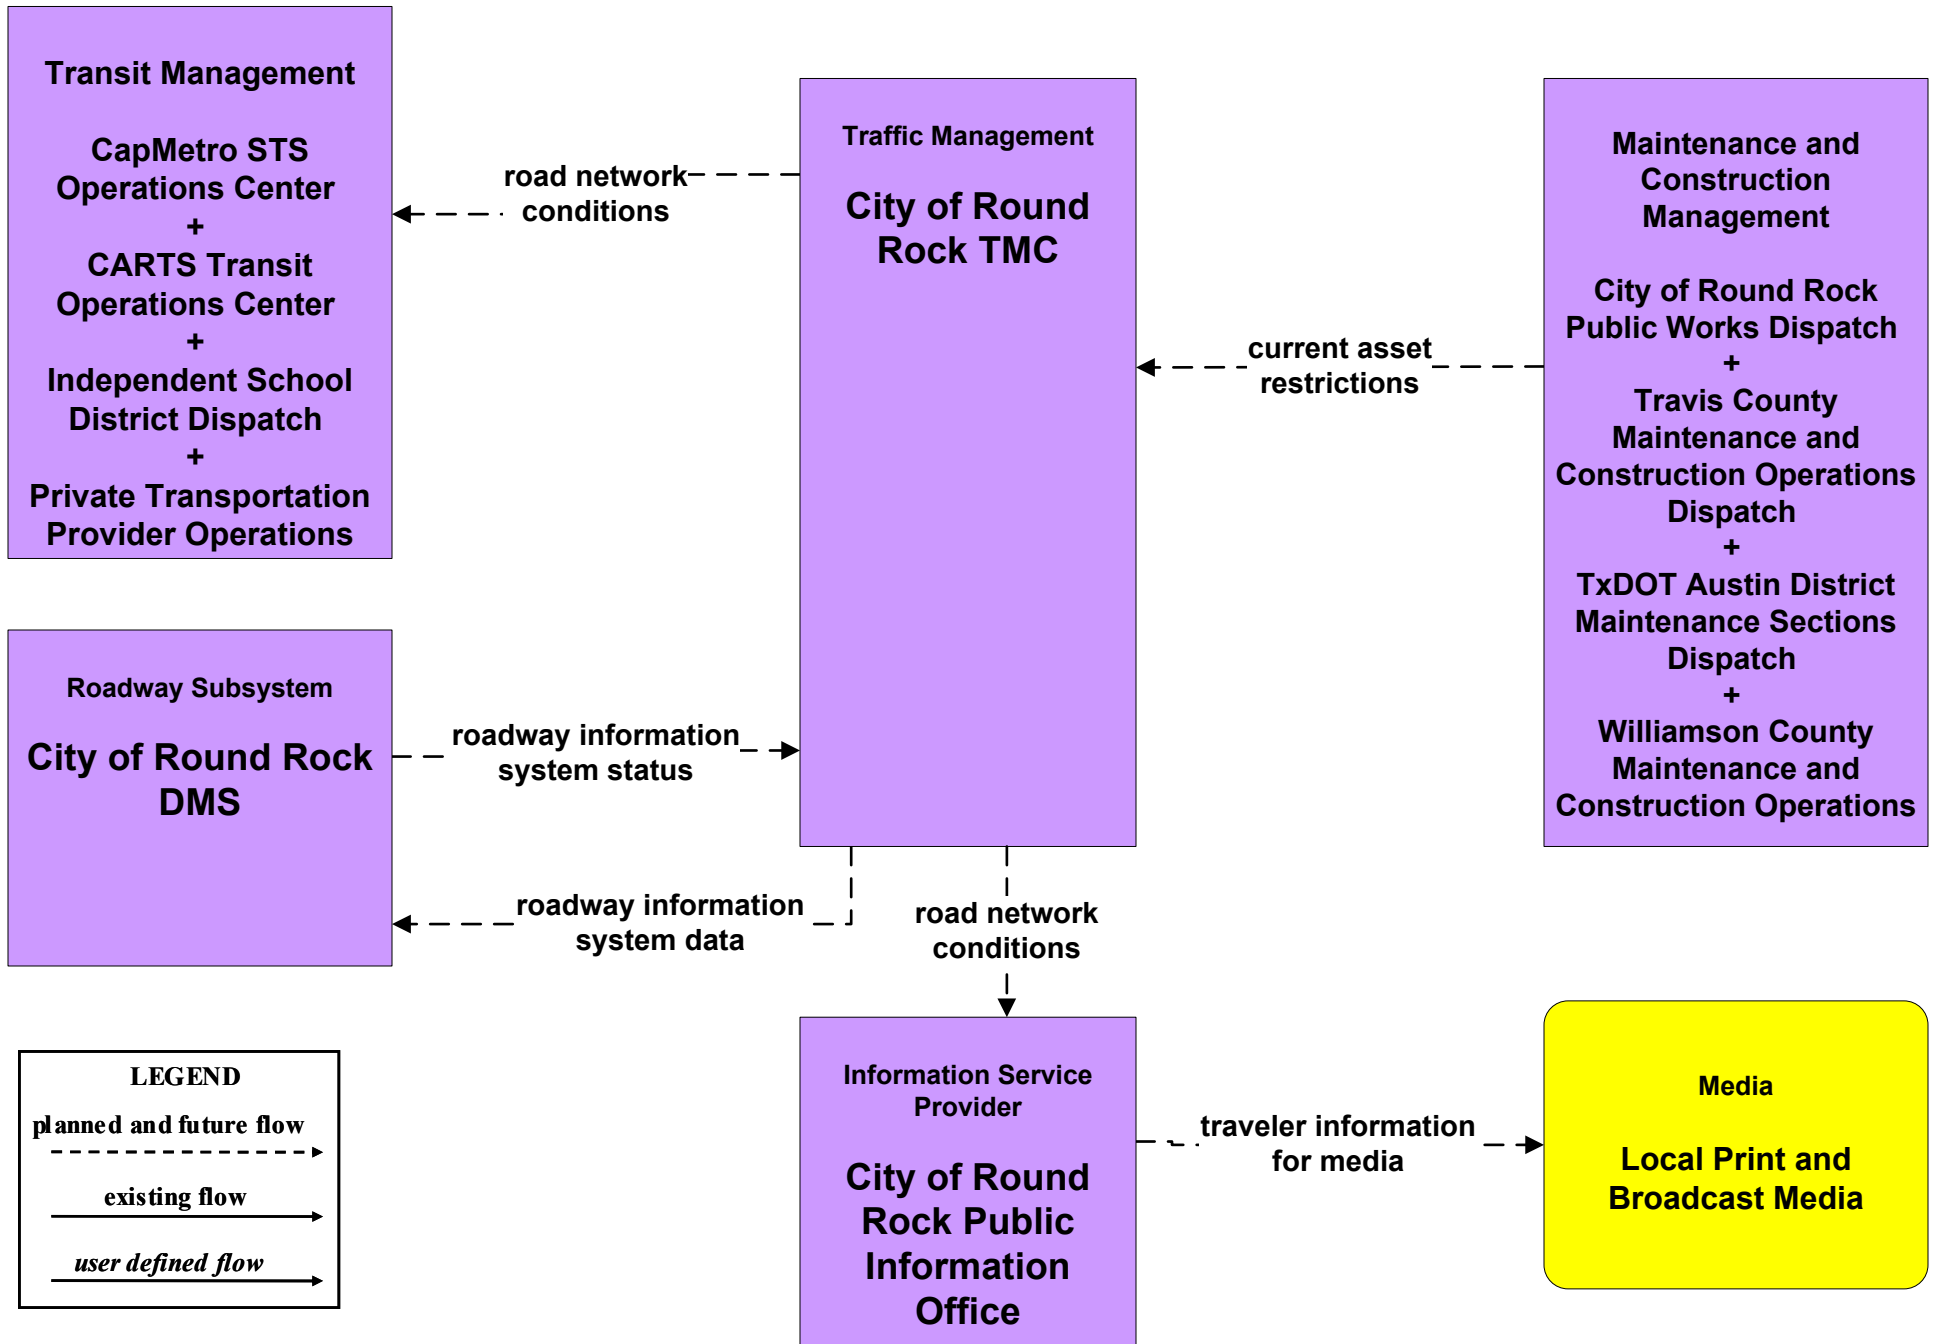 Transit Management
CapMetro STS
Operations Center
+
CARTS Transit
Operations Center
+
Independent School
District Dispatch
+
Private Transportation
Provider Operations
road network
conditions
Traffic Management
City of Round
Rock TMC
current asset
restrictions
Maintenance and
Construction
Management
City of Round Rock
Public Works Dispatch
+
Travis County
Maintenance and
Construction Operations
Dispatch
+
TxDOT Austin District
Maintenance Sections
Dispatch
+
Williamson County
Maintenance and
Construction Operations
Roadway Subsystem
City of Round Rock
DMS
roadway information
system status
roadway information
system data
road network
conditions
LEGEND
planned and future flow
existing flow
user defined flow
Information Service
Provider
City of Round
Rock Public
Information
Office
traveler information
for media
Media
Local Print and
Broadcast Media